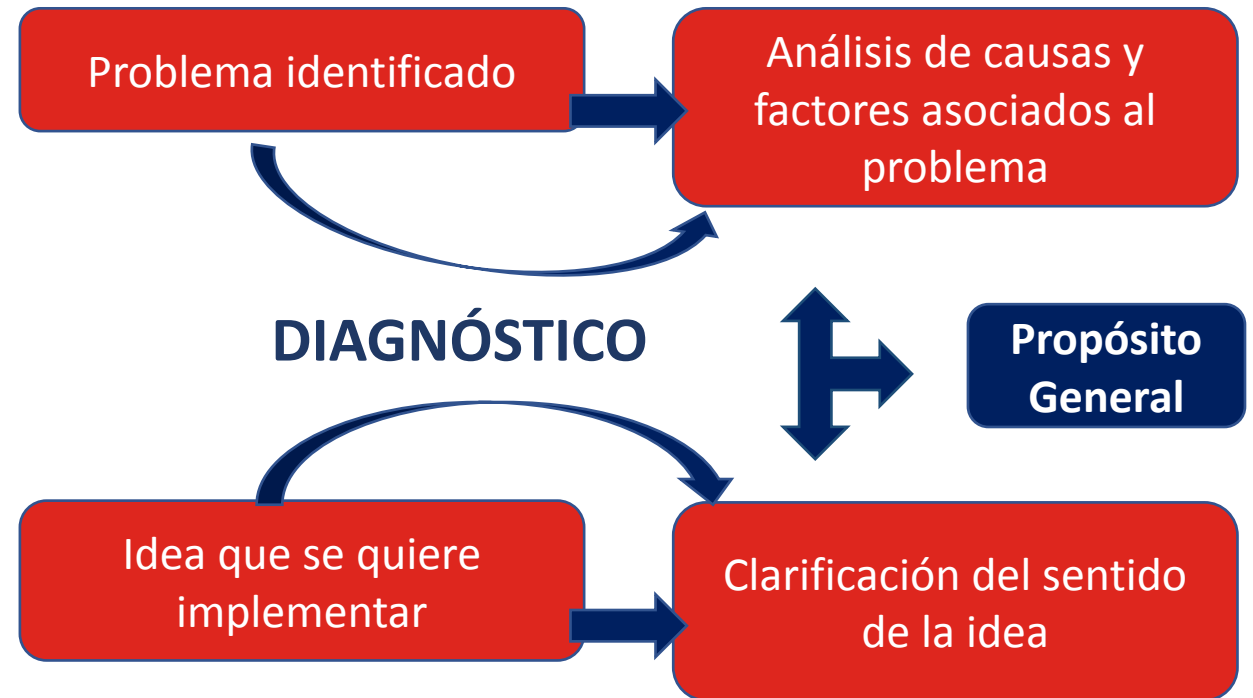 Problema identificado
Análisis de causas y
factores asociados al
problema
DIAGNÓSTICO
Propósito
General
Idea que se quiere
implementar
Clarificación del sentido
de la idea